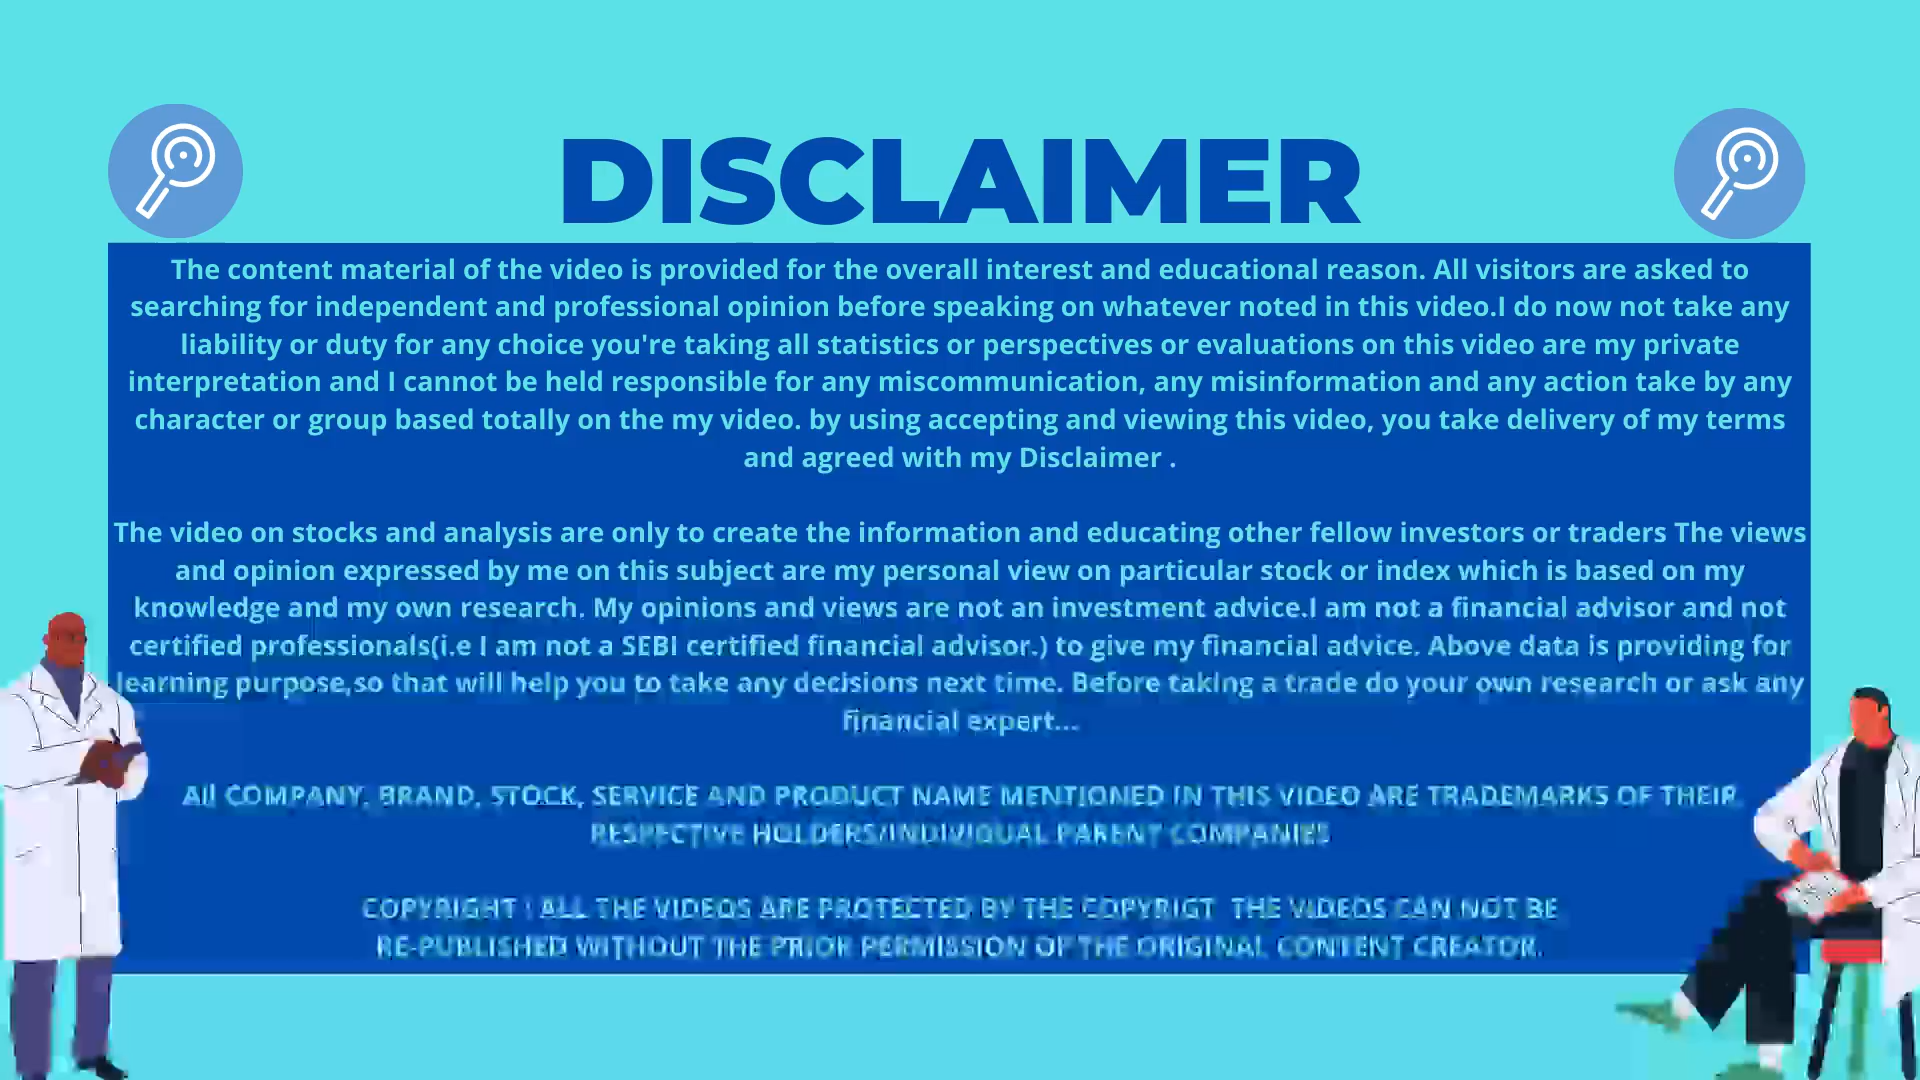 DISCLAIMER
The content material of the video is provided for the overall interest and educational reason. All visitors are asked to
searching for independent and professional opinion before speaking on whatever noted in this video.I do now not take any
liability or duty for any choice you're taking all statistics or perspectives or evaluations on this video are my private
interpretation and I cannot be held responsible for any miscommunication, any misinformation and any action take by any
character or group based totally on the my video. by using accepting and viewing this video, you take delivery of my terms
and agreed with my Disclaimer .
The video on stocks and analysis are only to create the information and educating other fellow investors or traders The views
and opinion expressed by me on this subject are my personal view on particular stock or index which is based on my
knowledge and my own research. My opinions and views are not an investment advice.I am not a financial advisor and not
certified professionals(i.e I am not a SEBI certified financial advisor.) to give my financial advice. Above data is providing for
learning purpose,so that will help you to take any decisions next time. Before taking a trade do your own research or ask any
financial expert...
All COMPANY, BRAND, STOCK, SERVICE AND PRODUCT NAME MENTIONED IN THIS VIDEO ARE TRADEMARKS OF THEIR
RESPECTIVE HOLDERS/INDIVIDUAL PARENT COMPANIES
COPYRIGHT : ALL THE VIDEOS ARE PROTECTED BY THE COPYRIGT THE VIDEOS CAN NOT BE
RE-PUBLISHED WITHOUT THE PRIOR PERMISSION OF THE ORIGINAL CONTENT CREATOR.